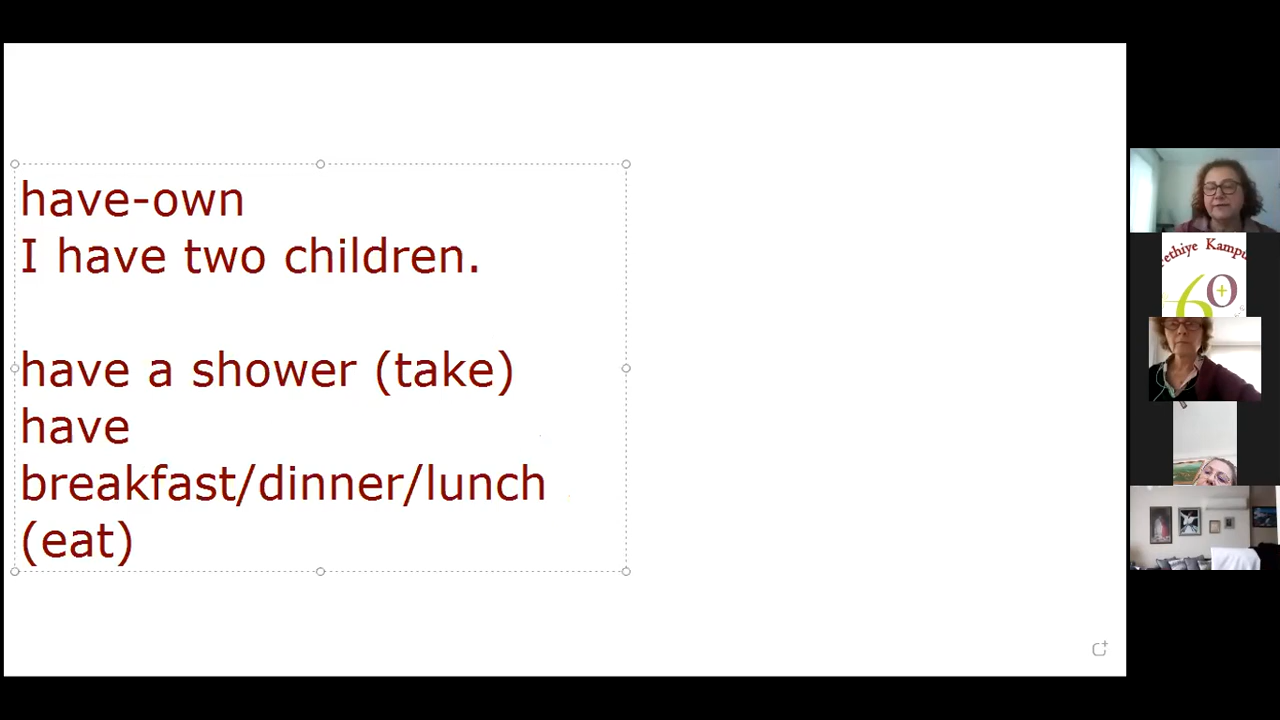 have-own
I have two children.
have a shower (take)
have
breakfast/dinner/lunch
(eat)
ethiye Kampu
60
+